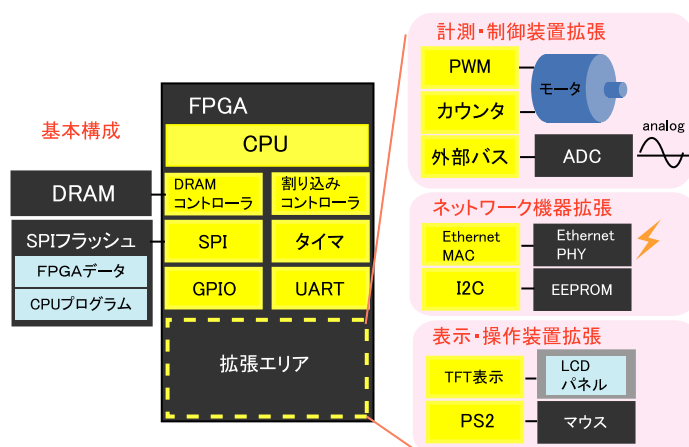 基本構成
DRAM
SPIフラッシュ
FPGAデータ
CPUプログラム
FPGA
CPU
DRAM
コントローラ
割り込み
コントローラ
SPI
タイマ
GPIO
UART
拡張エリア
計測・制御装置拡張
PWM
カウンタ
モータ
外部バス
ADC
analog
ネットワーク機器拡張
Ethernet
MAC
Ethernet
PHY
I2C
EEPROM
表示・操作装置拡張
TFT表示
LCD
パネル
PS2
マウス